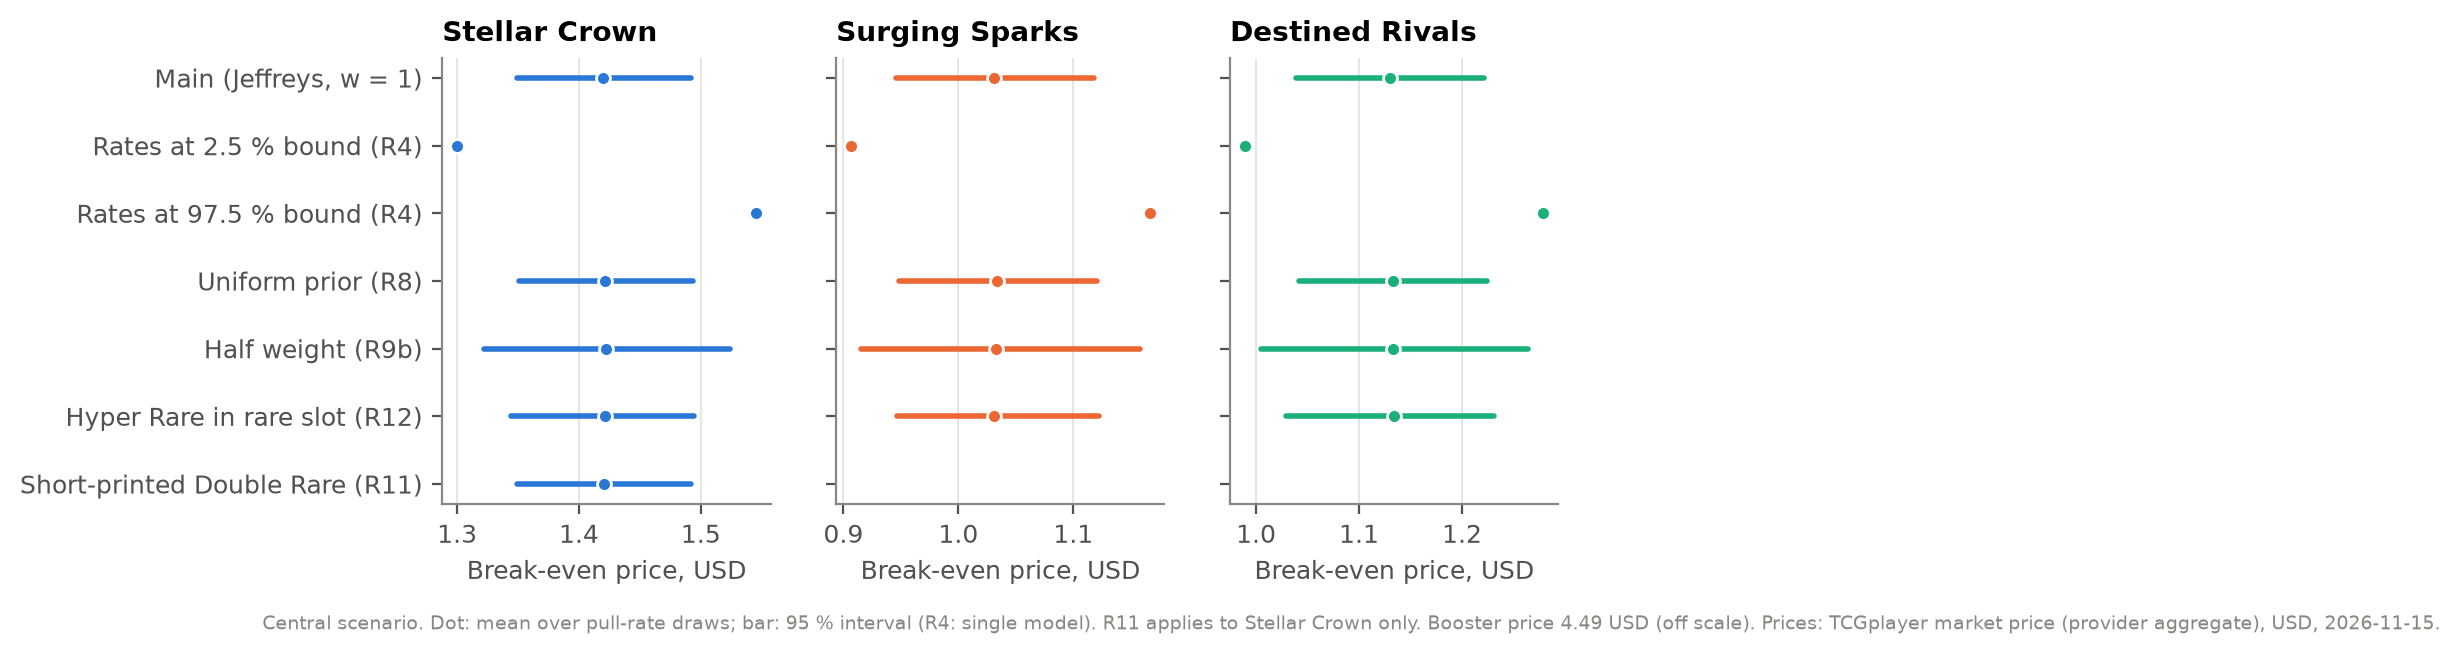 Stellar Crown
Surging Sparks
Destined Rivals
Main (Jeffreys, w = 1)
Rates at 2.5 % bound (R4)
Rates at 97.5 % bound (R4)
Uniform prior (R8)
Half weight (R9b)
Hyper Rare in rare slot (R12)
Short-printed Double Rare (R11)
1.3 1.4 1.5
0.9 1.0 1.1
1.0 1.1 1.2
Break-even price, USD
Break-even price, USD
Break-even price, USD
Central scenario. Dot: mean over pull-rate draws; bar: 95 % interval (R4: single model). R11 applies to Stellar Crown only. Booster price 4.49 USD (off scale). Prices: TCGplayer market price (provider aggregate), USD, 2026-11-15.